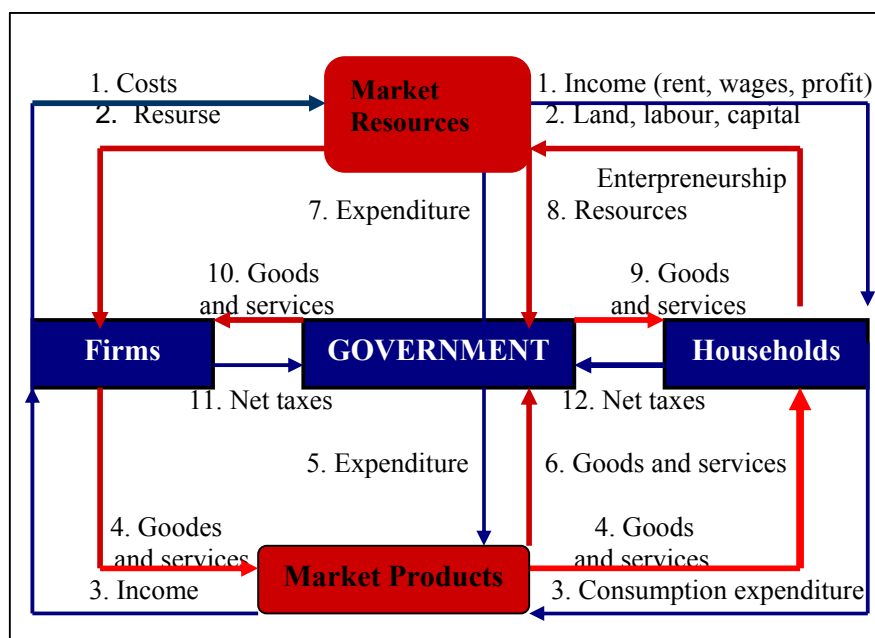 1. Costs
2. Resurse
Market
Resources
1. Income (rent, wages, profit)
2. Land, labour, capital
Enterpreneurship
7. Expenditure
8. Resources
10. Goods
and services
9. Goods
and services
Firms
GOVERNMENT
Households
11. Net taxes
12. Net taxes
5. Expenditure
6. Goods and services
4. Goodes
and services
4. Goods
and services
3. Income
Market Products
3. Consumption expenditure